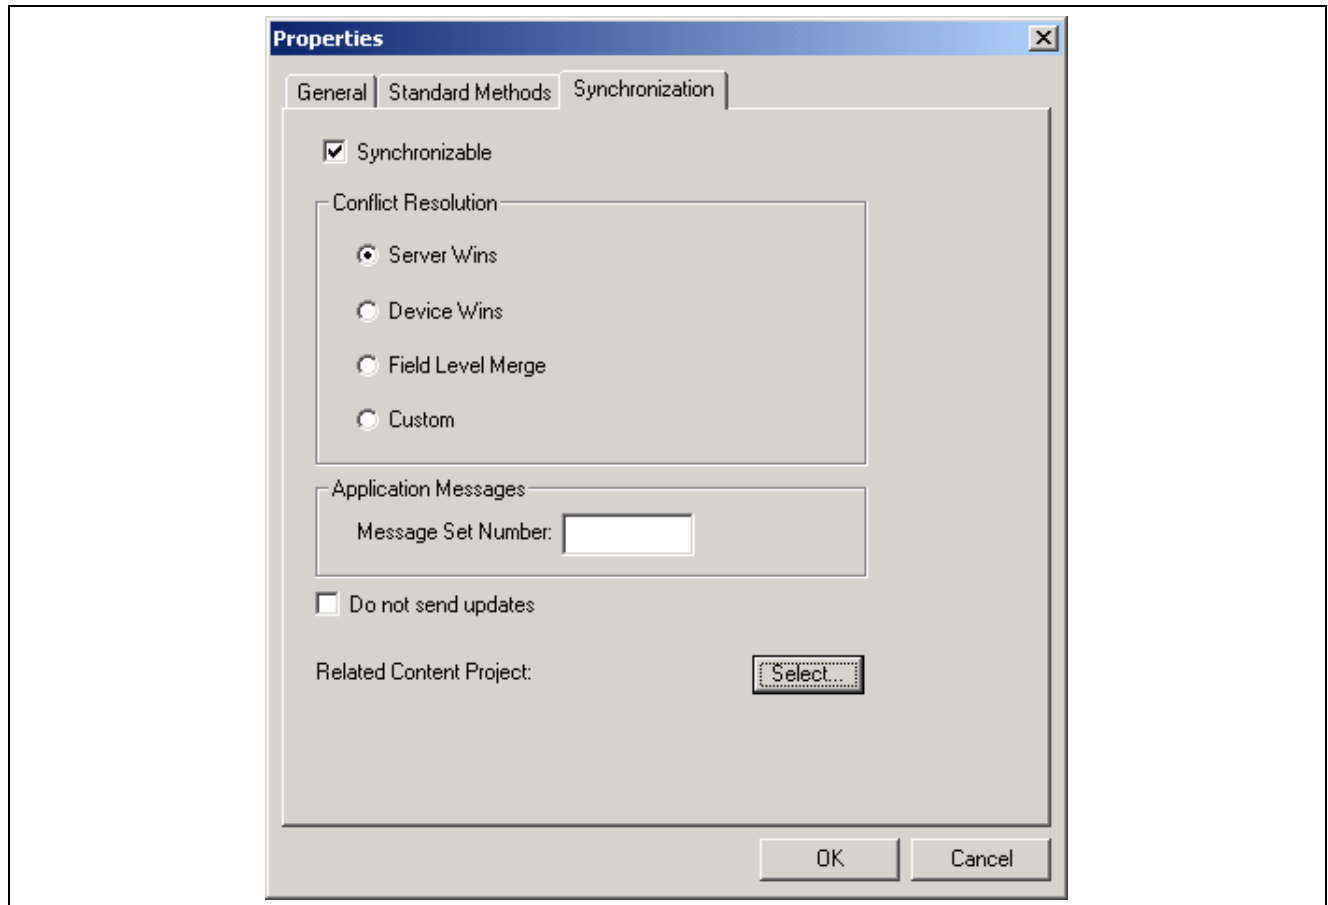 Properties
General Standard Methods Synchronization
Synchronizable
Conflict Resolution
Server Wins
Device Wins
Field Level Merge
Custom
Application Messages
Message Set Number:
Do not send updates
Related Content Project: Select...
OK Cancel